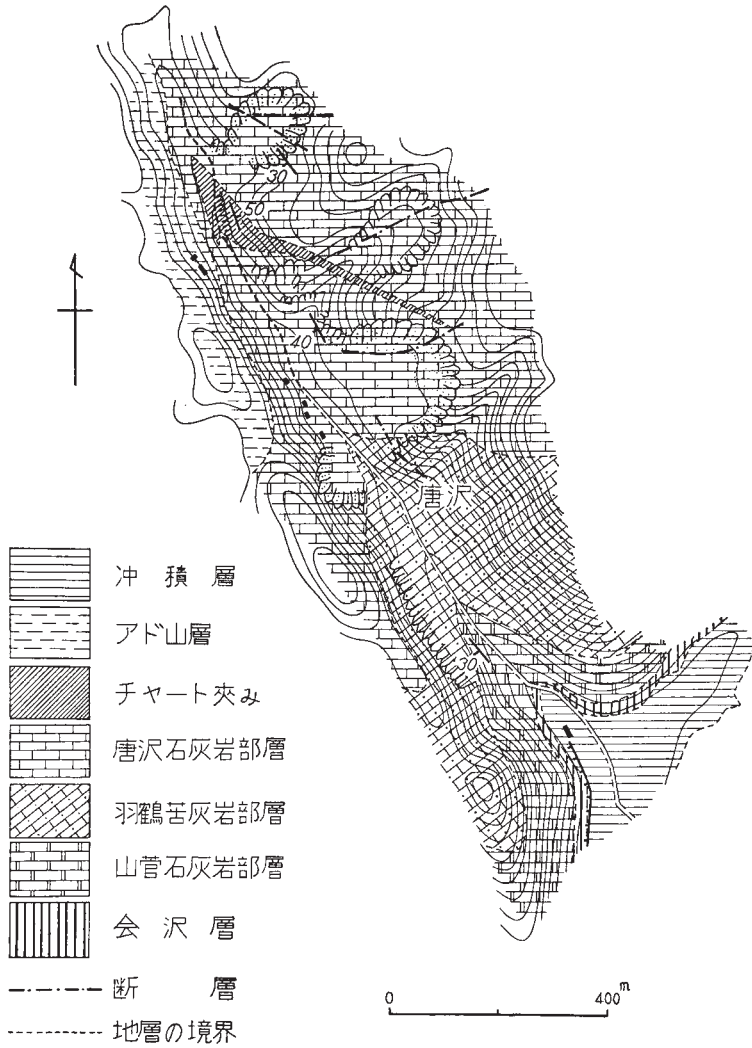 30
50
40
唐沢
30
冲積層
アド山層
チャート夾み
唐沢石灰岩部層
羽鶴苦灰岩部層
山菅石灰岩部層
会沢層
断層
地層の境界
0 400m